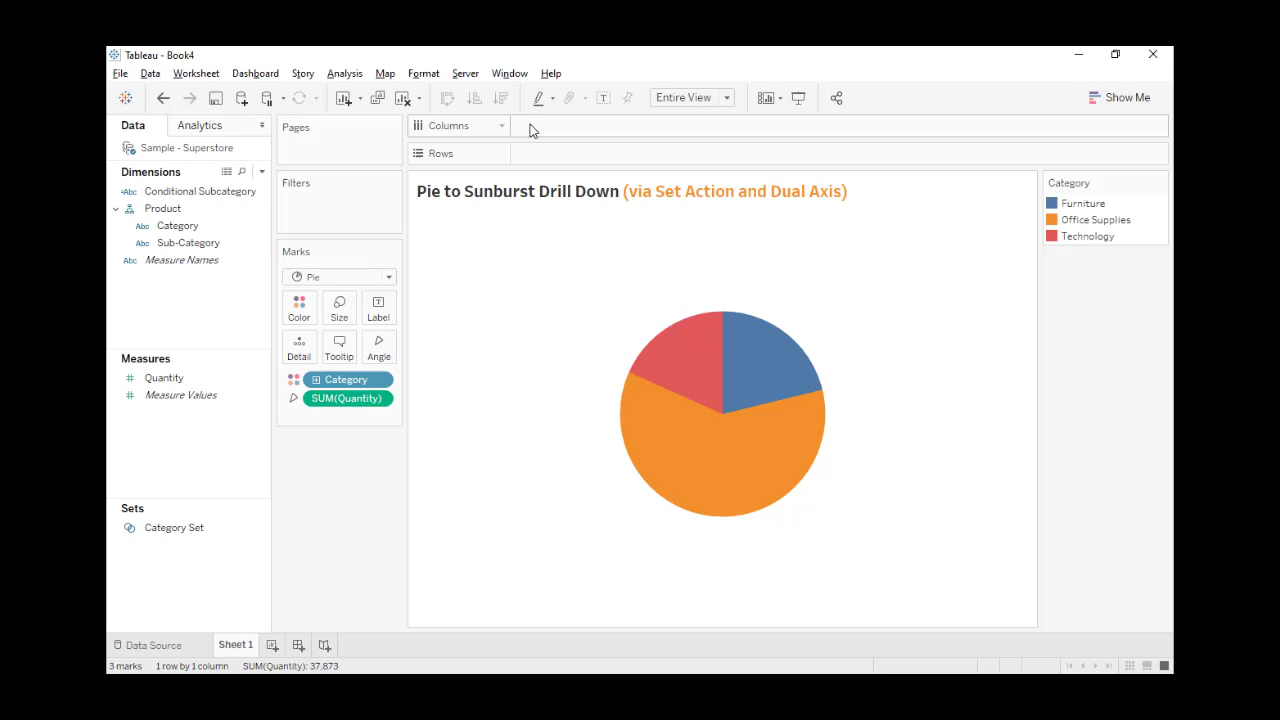 Tableau - Book4
File Data Worksheet Dashboard Story Analysis Map Format Server Window Help
Entire View
Show Me
Data Analytics
Sample - Superstore
Dimensions
Abc Conditional Subcategory
Product
Abc Category
Abc Sub-Category
Abc Measure Names
Measures
# Quantity
# Measure Values
Sets
Category Set
Pages
Filters
Marks
Pie
Color Size Label
Detail Tooltip Angle
Category
SUM(Quantity)
Columns
Rows
Pie to Sunburst Drill Down (via Set Action and Dual Axis)
Category
Furniture
Office Supplies
Technology
Data Source Sheet 1
3 marks 1 row by 1 column SUM(Quantity): 37.873